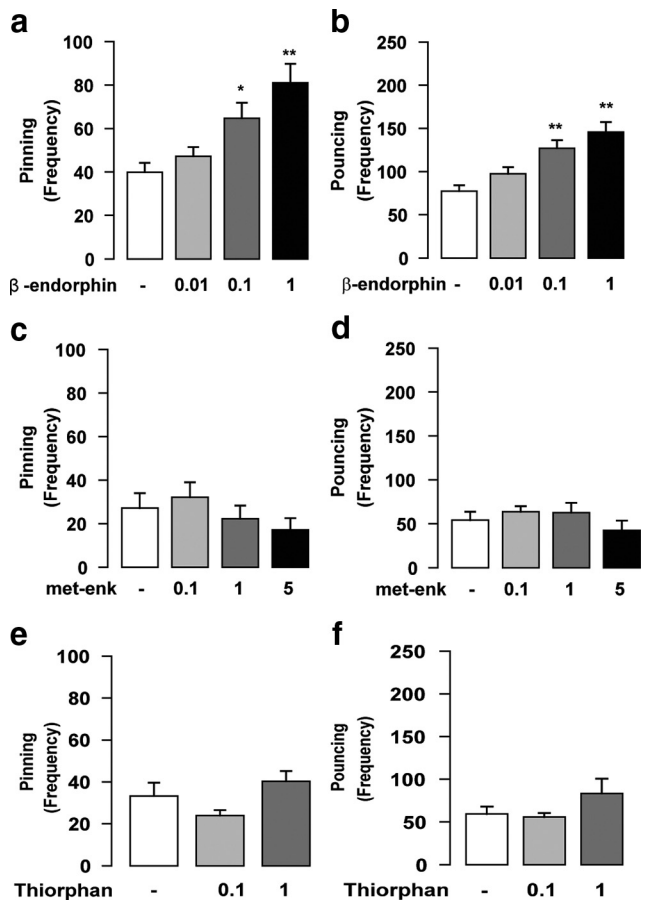 a
100
80
60
40
20
0
Pinning
(Frequency)
*
**
β -endorphin - 0.01 0.1 1
b
250
200
150
100
50
0
Pouncing
(Frequency)
**
**
β-endorphin - 0.01 0.1 1
c
100
80
60
40
20
0
Pinning
(Frequency)
met-enk - 0.1 1 5
d
250
200
150
100
50
0
Pouncing
(Frequency)
met-enk - 0.1 1 5
e
100
80
60
40
20
0
Pinning
(Frequency)
Thiorphan - 0.1 1
f
250
200
150
100
50
0
Pouncing
(Frequency)
Thiorphan - 0.1 1